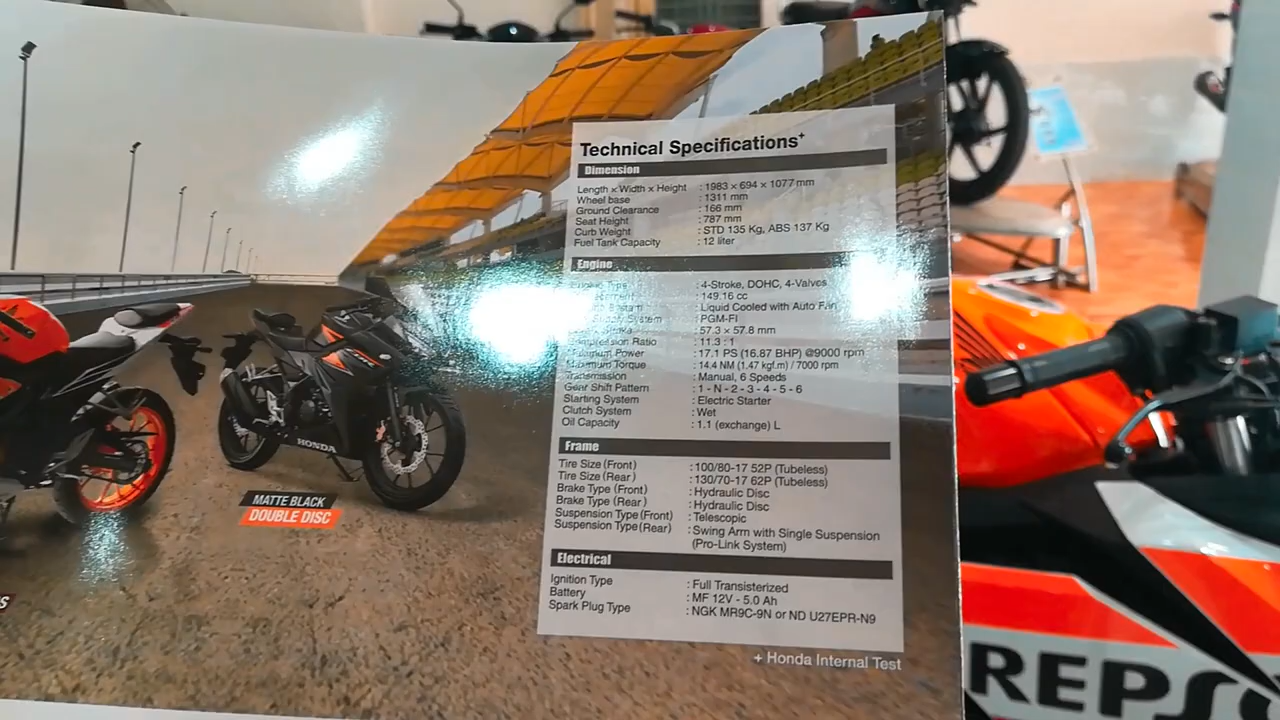 Technical Specifications+
Dimension
Length x Width x Height : 1983 x 694 x 1077 mm
Wheel base : 1311 mm
Ground Clearance : 166 mm
Seat Height : 787 mm
Curb Weight : STD 135 Kg, ABS 137 Kg
Fuel Tank Capacity : 12 liter
Engine
: 4-Stroke, DOHC, 4-Valves
: 149.16 cc
: Liquid Cooled with Auto Fan
System : PGM-FI
: 57.3 x 57.8 mm
Compression Ratio : 11.3 : 1
Maximum Power : 17.1 PS (16.87 BHP) @9000 rpm
Maximum Torque : 14.4 NM (1.47 kgf.m) / 7000 rpm
Transmission : Manual, 6 Speeds
Gear Shift Pattern : 1 - N - 2 - 3 - 4 - 5 - 6
Starting System : Electric Starter
Clutch System : Wet
Oil Capacity : 1.1 (exchange) L
Frame
Tire Size (Front) : 100/80-17 52P (Tubeless)
Tire Size (Rear) : 130/70-17 62P (Tubeless)
Brake Type (Front) : Hydraulic Disc
Brake Type (Rear) : Hydraulic Disc
Suspension Type (Front) : Telescopic
Suspension Type (Rear) : Swing Arm with Single Suspension
(Pro-Link System)
Electrical
Ignition Type : Full Transisterized
Battery : MF 12V - 5.0 Ah
Spark Plug Type : NGK MR9C-9N or ND U27EPR-N9
+ Honda Internal Test
HONDA
MATTE BLACK
DOUBLE DISC
REPSO